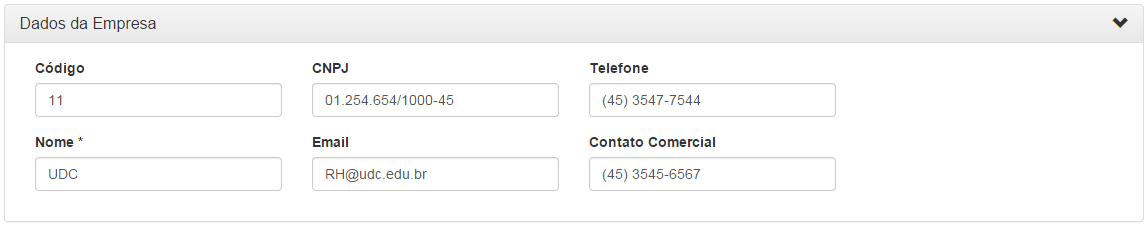 Dados da Empresa
Código CNPJ Telefone
11 01.254.654/1000-45 (45) 3547-7544
Nome * Email Contato Comercial
UDC RH@udc.edu.br (45) 3545-6567